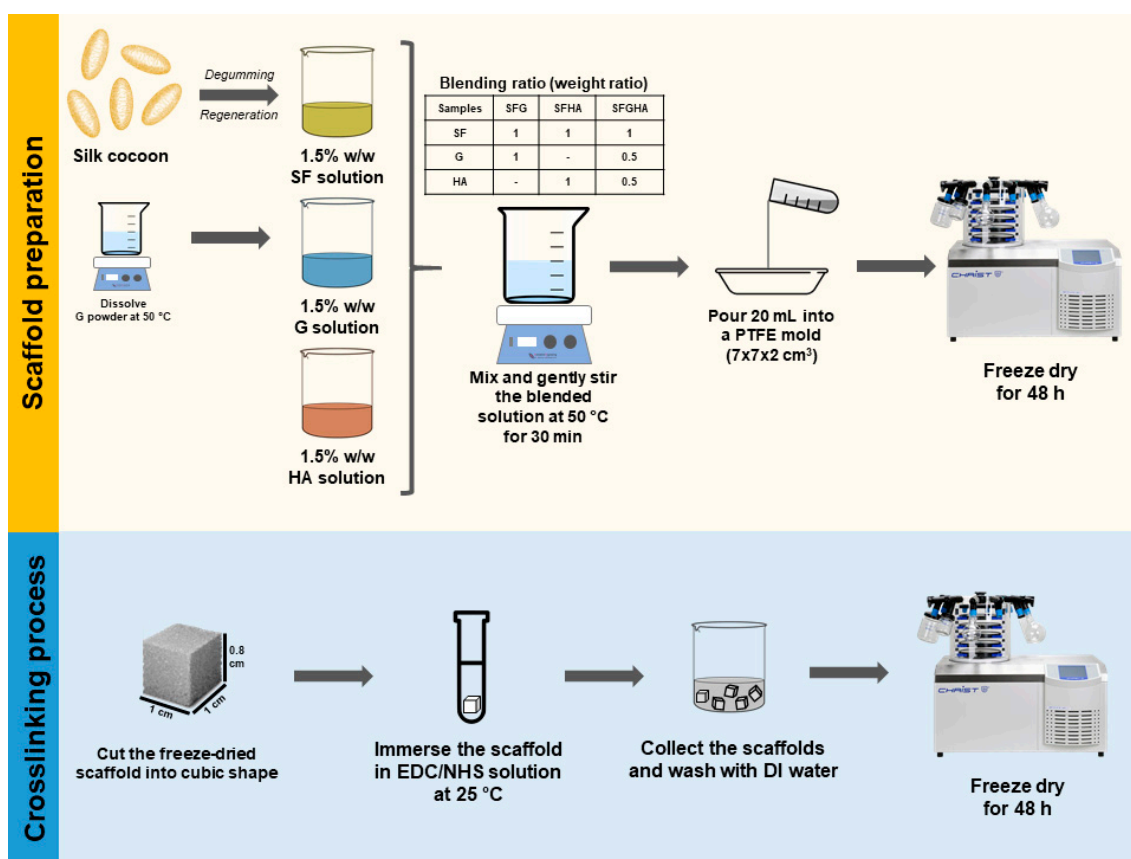 Scaffold preparation
Silk cocoon
Degumming
Regeneration
1.5% w/w
SF solution
Dissolve
G powder at 50 °C
1.5% w/w
G solution
1.5% w/w
HA solution
Blending ratio (weight ratio)
Samples SFG SFHA SFGHA
SF 1 1 1
G 1 - 0.5
HA - 1 0.5
Mix and gently stir
the blended
solution at 50 °C
for 30 min
Pour 20 mL into
a PTFE mold
(7x7x2 cm³)
CHRIST
Freeze dry
for 48 h
Crosslinking process
0.8
cm
1 cm
1 cm
Cut the freeze-dried
scaffold into cubic shape
Immerse the scaffold
in EDC/NHS solution
at 25 °C
Collect the scaffolds
and wash with DI water
CHRIST
Freeze dry
for 48 h